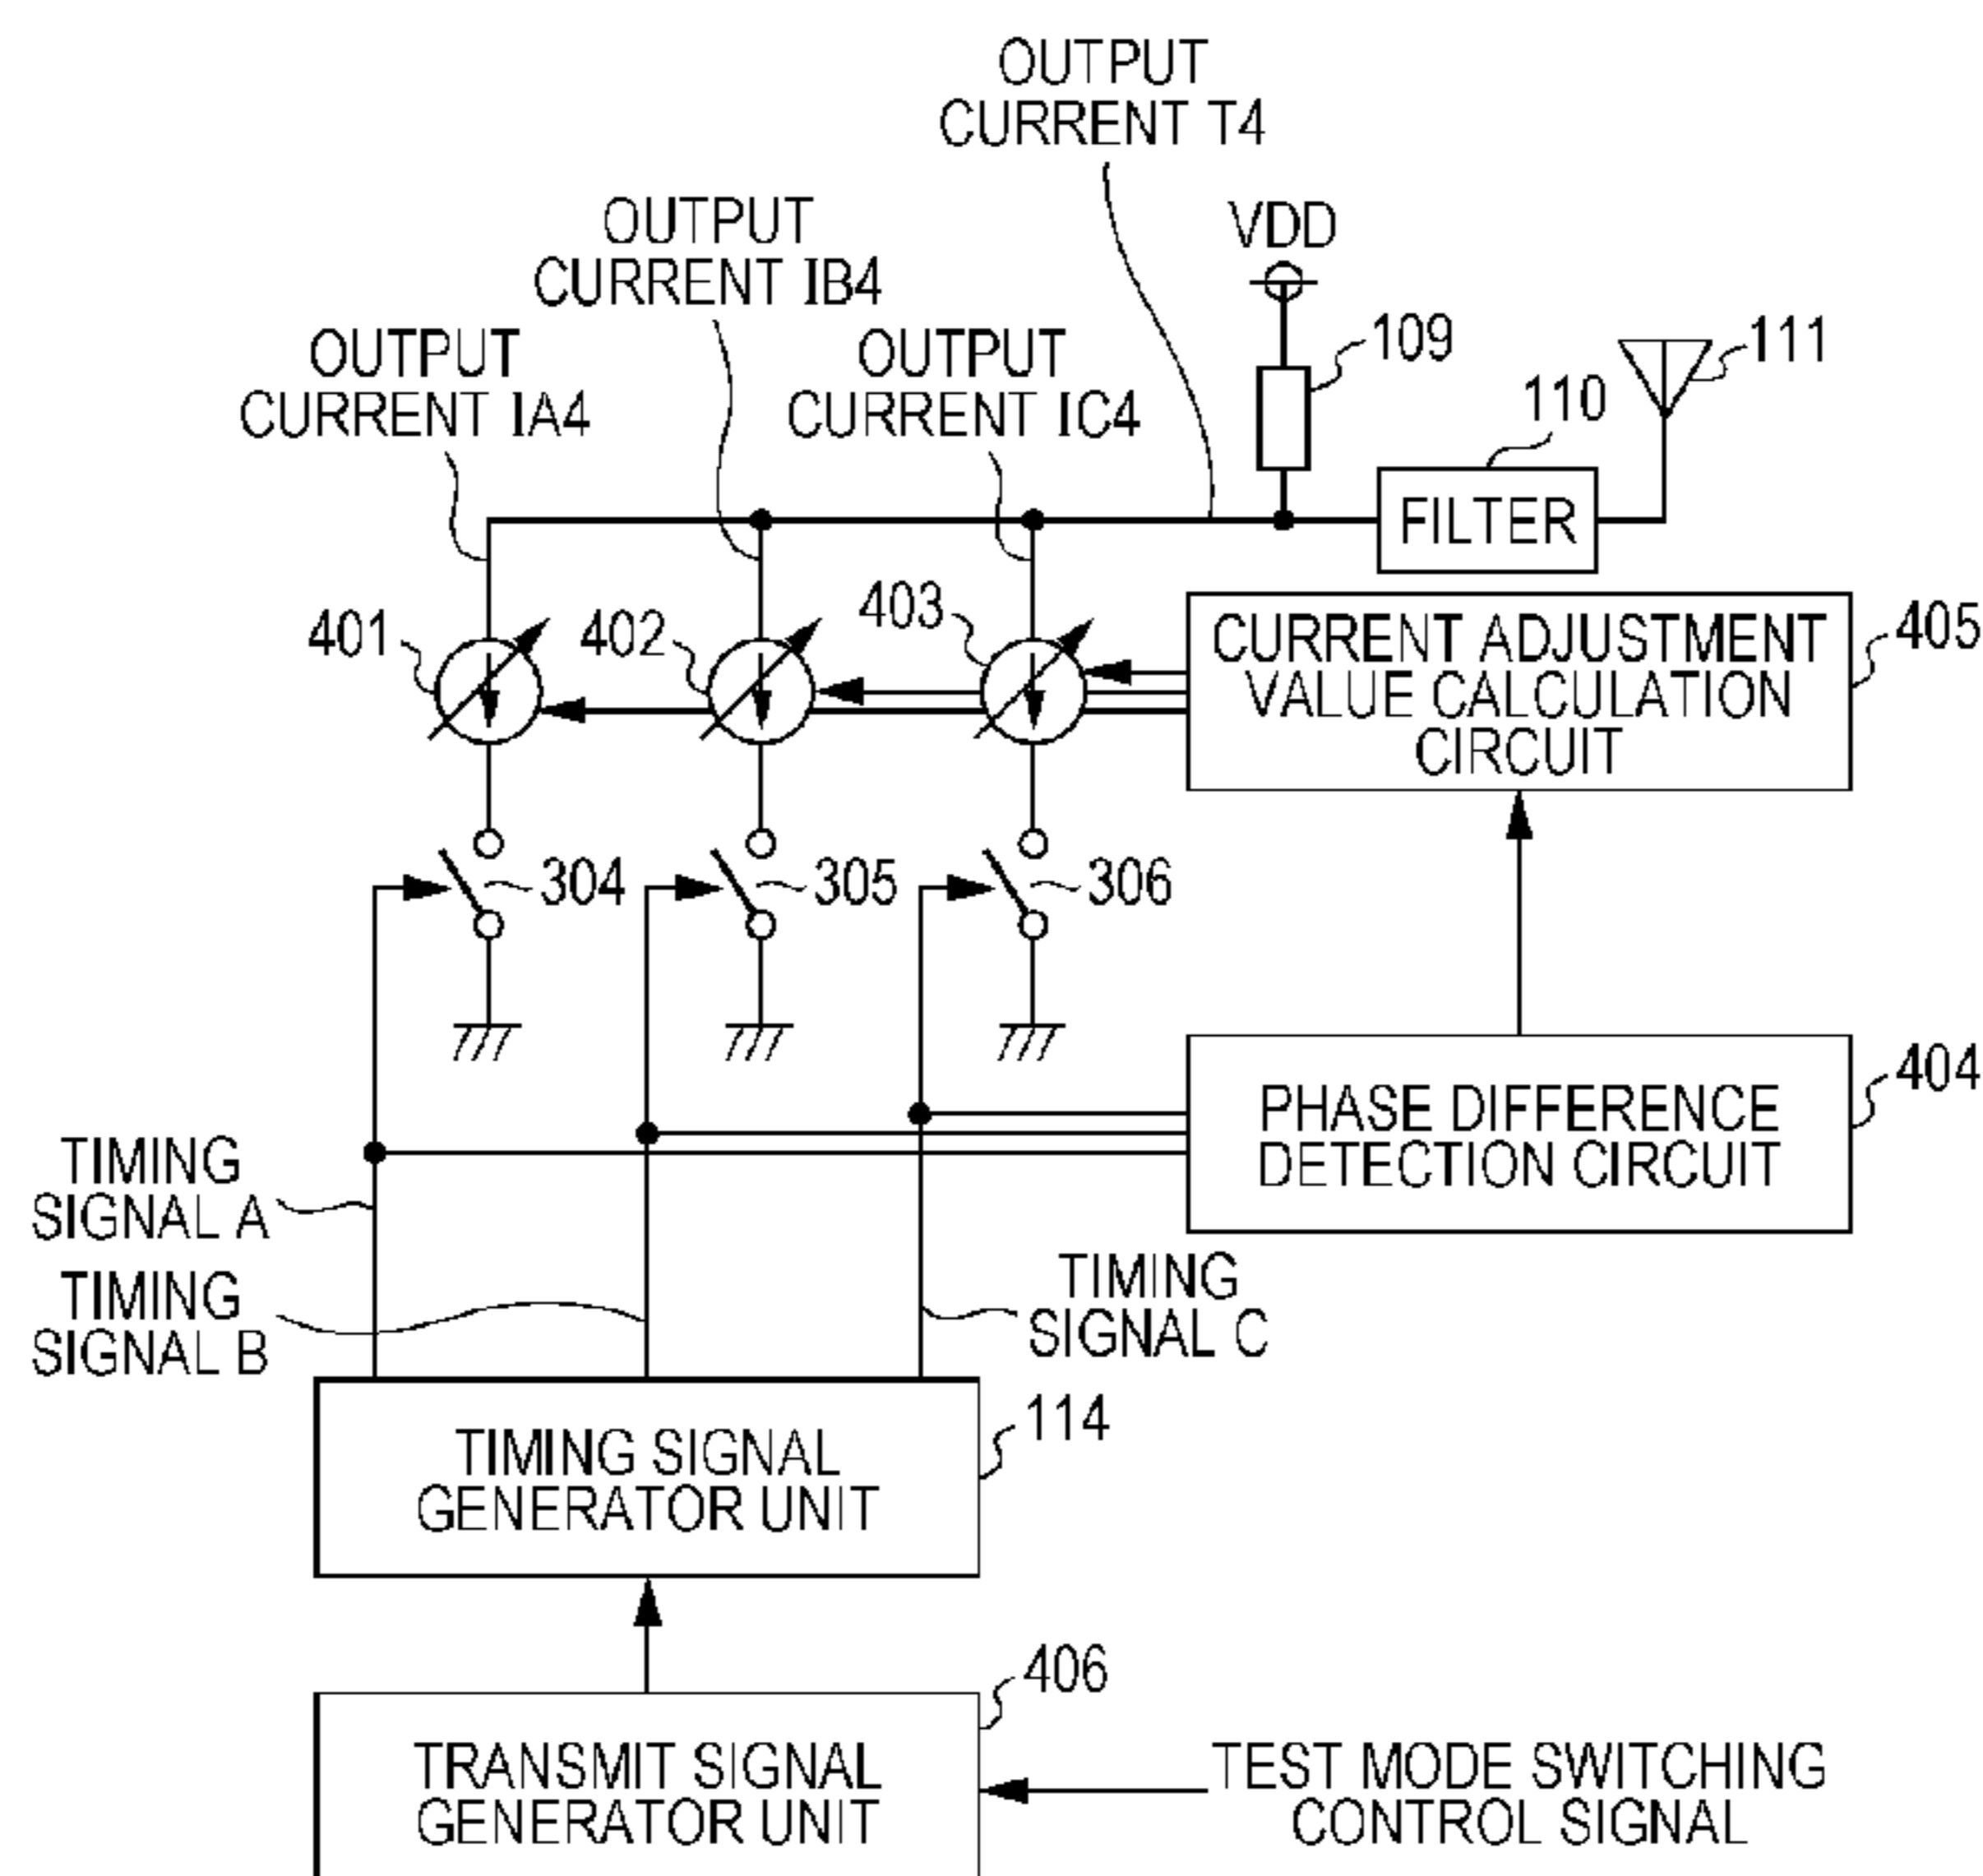 OUTPUT
CURRENT T4
OUTPUT
CURRENT IB4
VDD
OUTPUT
CURRENT IA4
OUTPUT
CURRENT IC4
109
111
110
FILTER
401
402
403
CURRENT ADJUSTMENT
VALUE CALCULATION
CIRCUIT
405
304
305
306
PHASE DIFFERENCE
DETECTION CIRCUIT
404
TIMING
SIGNAL A
TIMING
SIGNAL B
TIMING
SIGNAL C
TIMING SIGNAL
GENERATOR UNIT
114
406
TRANSMIT SIGNAL
GENERATOR UNIT
TEST MODE SWITCHING
CONTROL SIGNAL